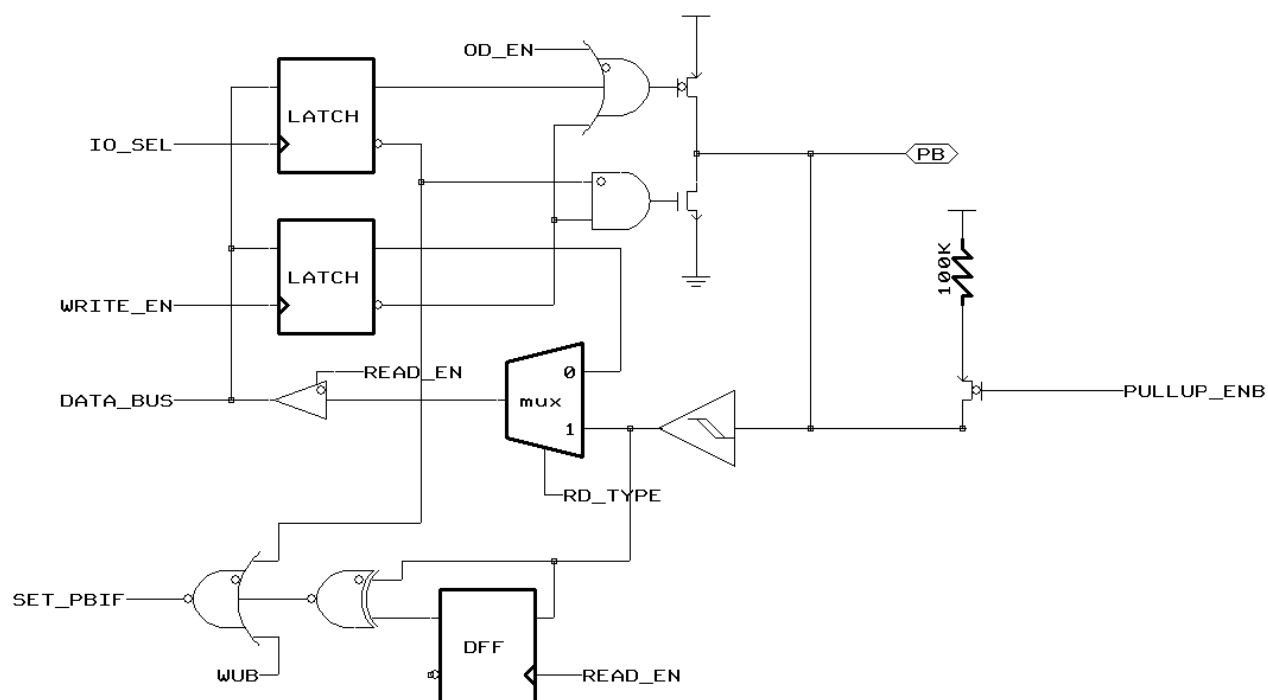 OD_EN
LATCH
IO_SEL
PB
LATCH
100K
WRITE_EN
READ_EN
0
DATA_BUS
mux
PULLUP_ENB
1
RD_TYPE
SET_PBIF
DFF
WUB
READ_EN